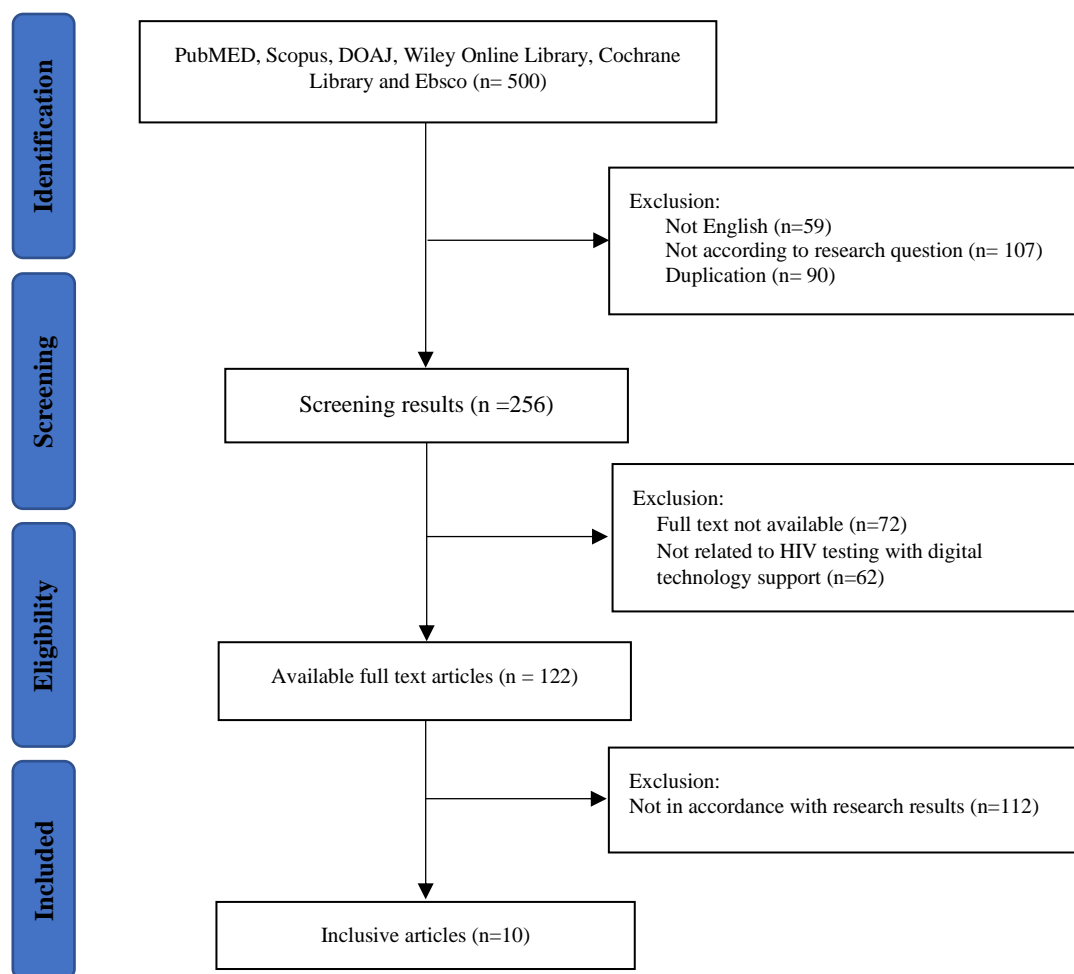 Identification
PubMED, Scopus, DOAJ, Wiley Online Library, Cochrane
Library and Ebsco (n= 500)
Exclusion:
Not English (n=59)
Not according to research question (n= 107)
Duplication (n= 90)
Screening
Screening results (n =256)
Exclusion:
Full text not available (n=72)
Not related to HIV testing with digital
technology support (n=62)
Eligibility
Available full text articles (n = 122)
Exclusion:
Not in accordance with research results (n=112)
Included
Inclusive articles (n=10)